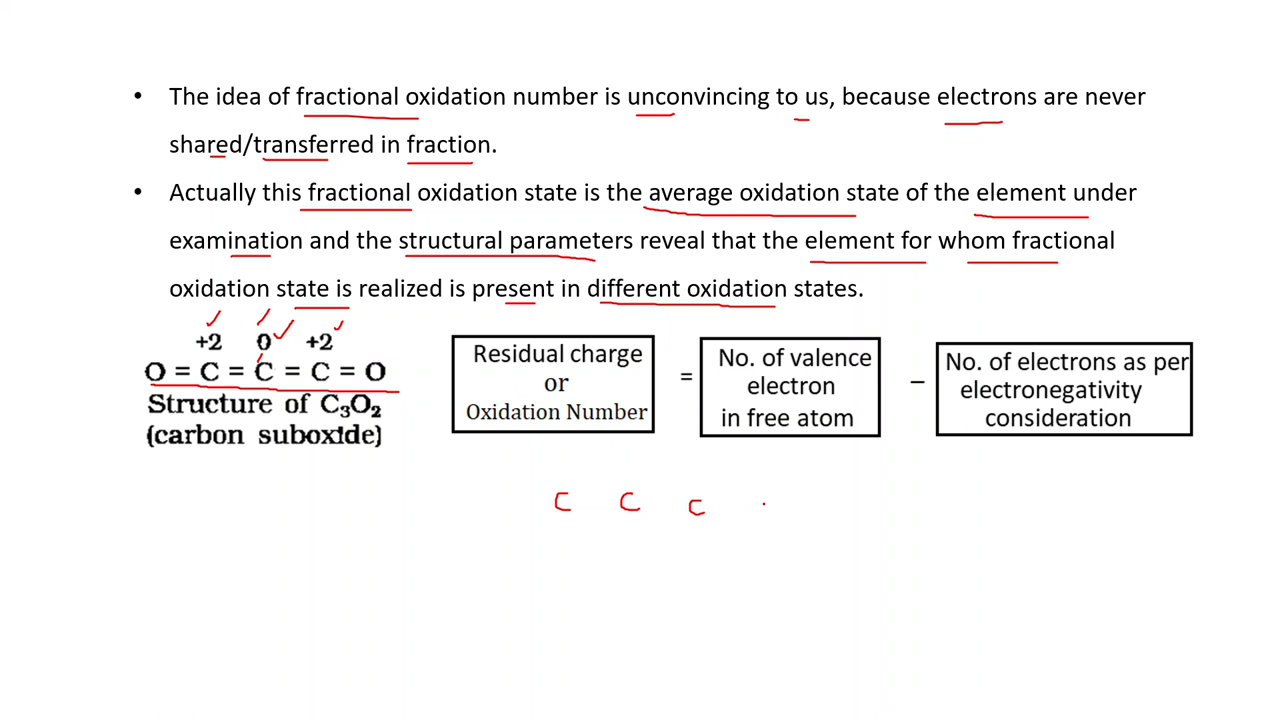 • The idea of fractional oxidation number is unconvincing to us, because electrons are never
shared/transferred in fraction.
• Actually this fractional oxidation state is the average oxidation state of the element under
examination and the structural parameters reveal that the element for whom fractional
oxidation state is realized is present in different oxidation states.
+2 0 +2
O = C = C = C = O
Structure of C₃O₂
(carbon suboxide)
Residual charge
or
Oxidation Number
=
No. of valence
electron
in free atom
–
No. of electrons as per
electronegativity
consideration
C C C